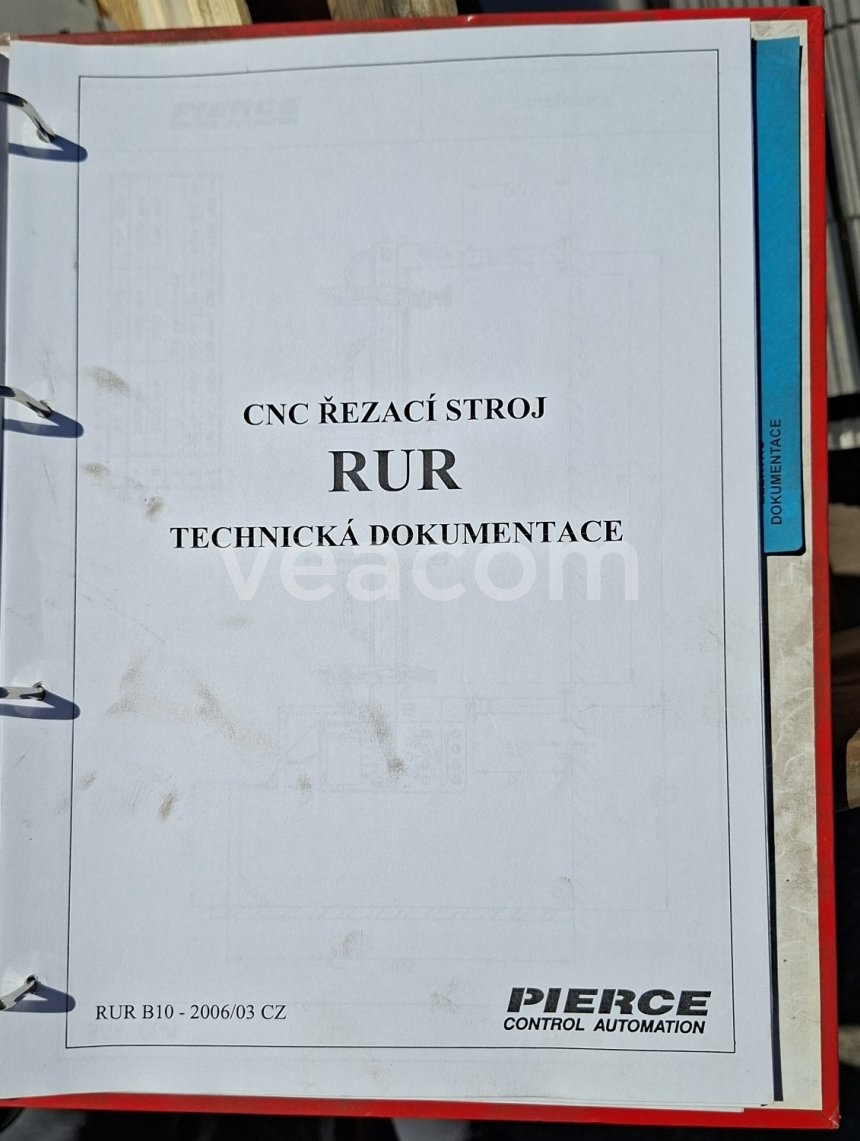 CNC ŘEZACÍ STROJ
RUR
TECHNICKÁ DOKUMENTACE
veacom
DOKUMENTACE
RUR B10 - 2006/03 CZ
PIERCE
CONTROL AUTOMATION